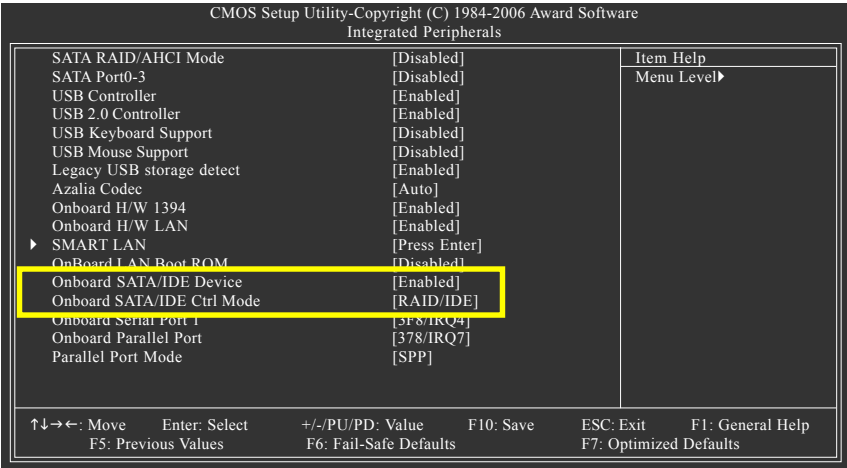 CMOS Setup Utility-Copyright (C) 1984-2006 Award Software
Integrated Peripherals
SATA RAID/AHCI Mode [Disabled] Item Help
SATA Port0-3 [Disabled] Menu Level▶
USB Controller [Enabled]
USB 2.0 Controller [Enabled]
USB Keyboard Support [Disabled]
USB Mouse Support [Disabled]
Legacy USB storage detect [Enabled]
Azalia Codec [Auto]
Onboard H/W 1394 [Enabled]
Onboard H/W LAN [Enabled]
▶ SMART LAN [Press Enter]
OnBoard LAN Boot ROM [Disabled]
Onboard SATA/IDE Device [Enabled]
Onboard SATA/IDE Ctrl Mode [RAID/IDE]
Onboard Serial Port 1 [3F8/IRQ4]
Onboard Parallel Port [378/IRQ7]
Parallel Port Mode [SPP]
↑↓→←: Move Enter: Select +/-/PU/PD: Value F10: Save ESC: Exit F1: General Help
F5: Previous Values F6: Fail-Safe Defaults F7: Optimized Defaults